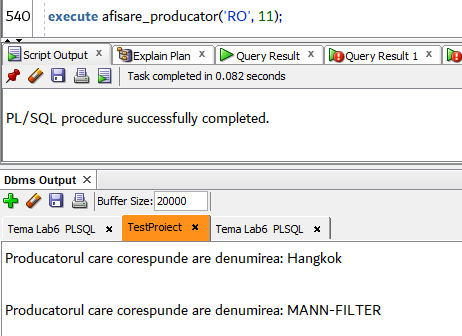 540 execute afisare_producator('RO', 11);
Script Output × Explain Plan × Query Result × Query Result 1 ×
Task completed in 0.082 seconds
PL/SQL procedure successfully completed.
Dbms Output ×
Buffer Size: 20000
Tema Lab6 PLSQL × TestProiect × Tema Lab6 PLSQL ×
Producatorul care corespunde are denumirea: Hangkok
Producatorul care corespunde are denumirea: MANN-FILTER